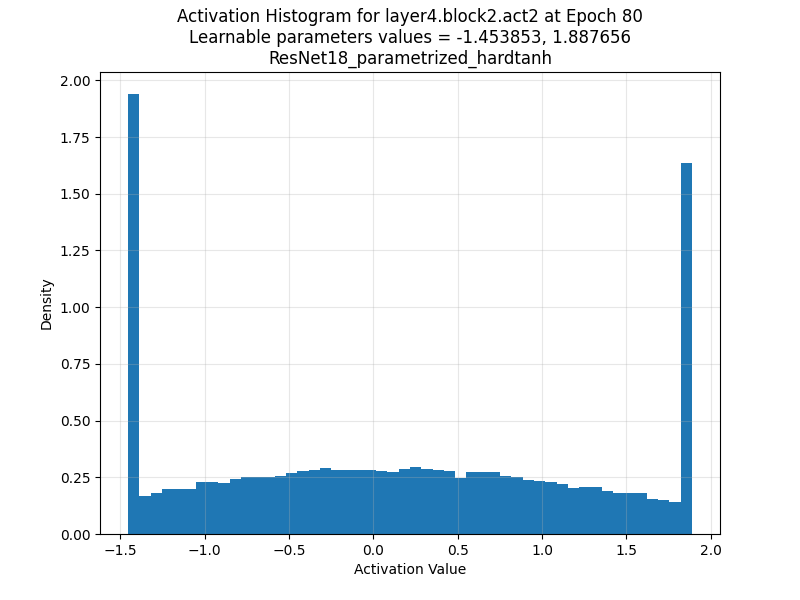 Activation Histogram for layer4.block2.act2 at Epoch 80
Learnable parameters values = -1.453853, 1.887656
ResNet18_parametrized_hardtanh
2.00
1.75
1.50
1.25
1.00
0.75
0.50
0.25
0.00
Density
−1.5 −1.0 −0.5 0.0 0.5 1.0 1.5 2.0
Activation Value